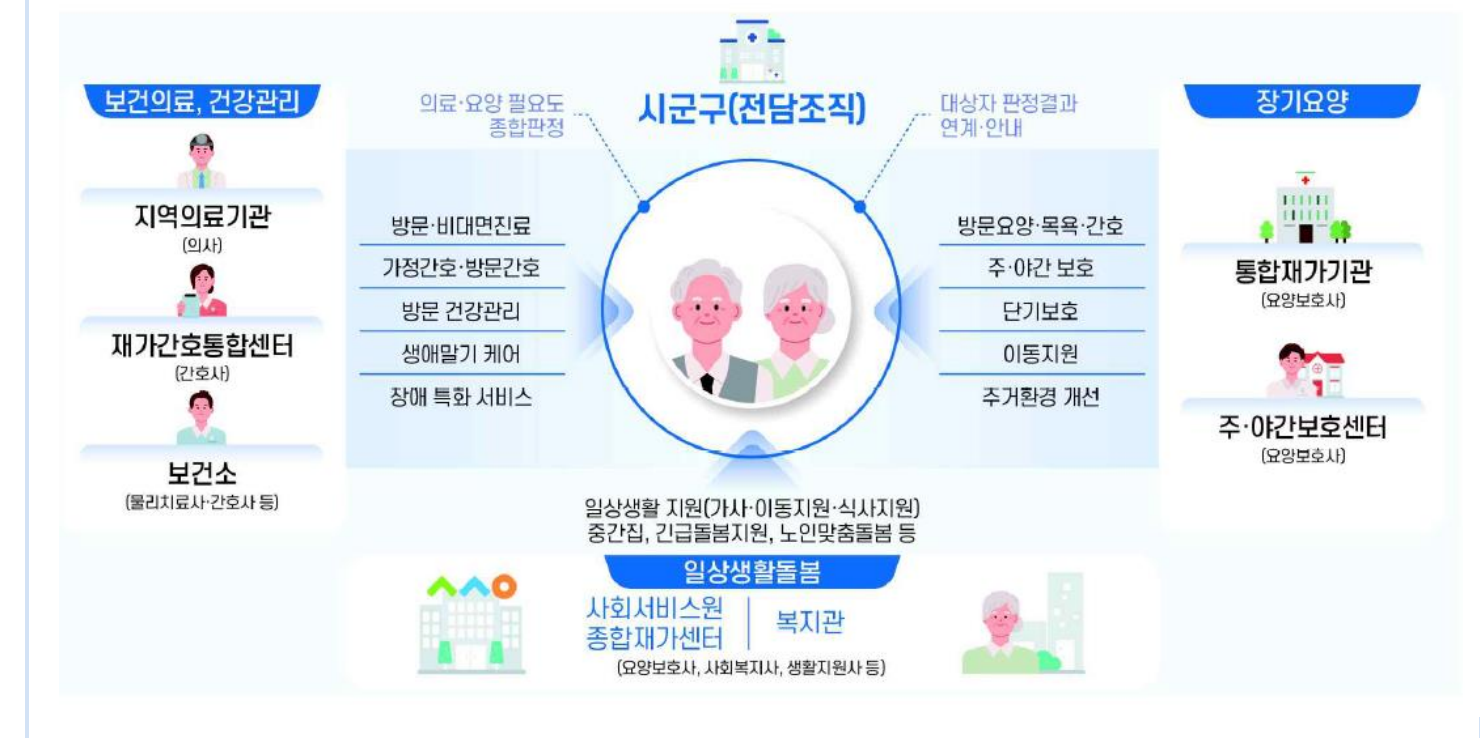 시군구(전담조직)
의료·요양 필요도
종합판정
대상자 판정결과
연계·안내
보건의료, 건강관리
지역의료기관
(의사)
재가간호통합센터
(간호사)
보건소
(물리치료사·간호사 등)
방문·비대면진료
가정간호·방문간호
방문 건강관리
생애말기 케어
장애 특화 서비스
방문요양·목욕·간호
주·야간 보호
단기보호
이동지원
주거환경 개선
장기요양
통합재가기관
(요양보호사)
주·야간보호센터
(요양보호사)
일상생활 지원(가사·이동지원·식사지원)
중간집, 긴급돌봄지원, 노인맞춤돌봄 등
일상생활돌봄
사회서비스원
종합재가센터
복지관
(요양보호사, 사회복지사, 생활지원사 등)